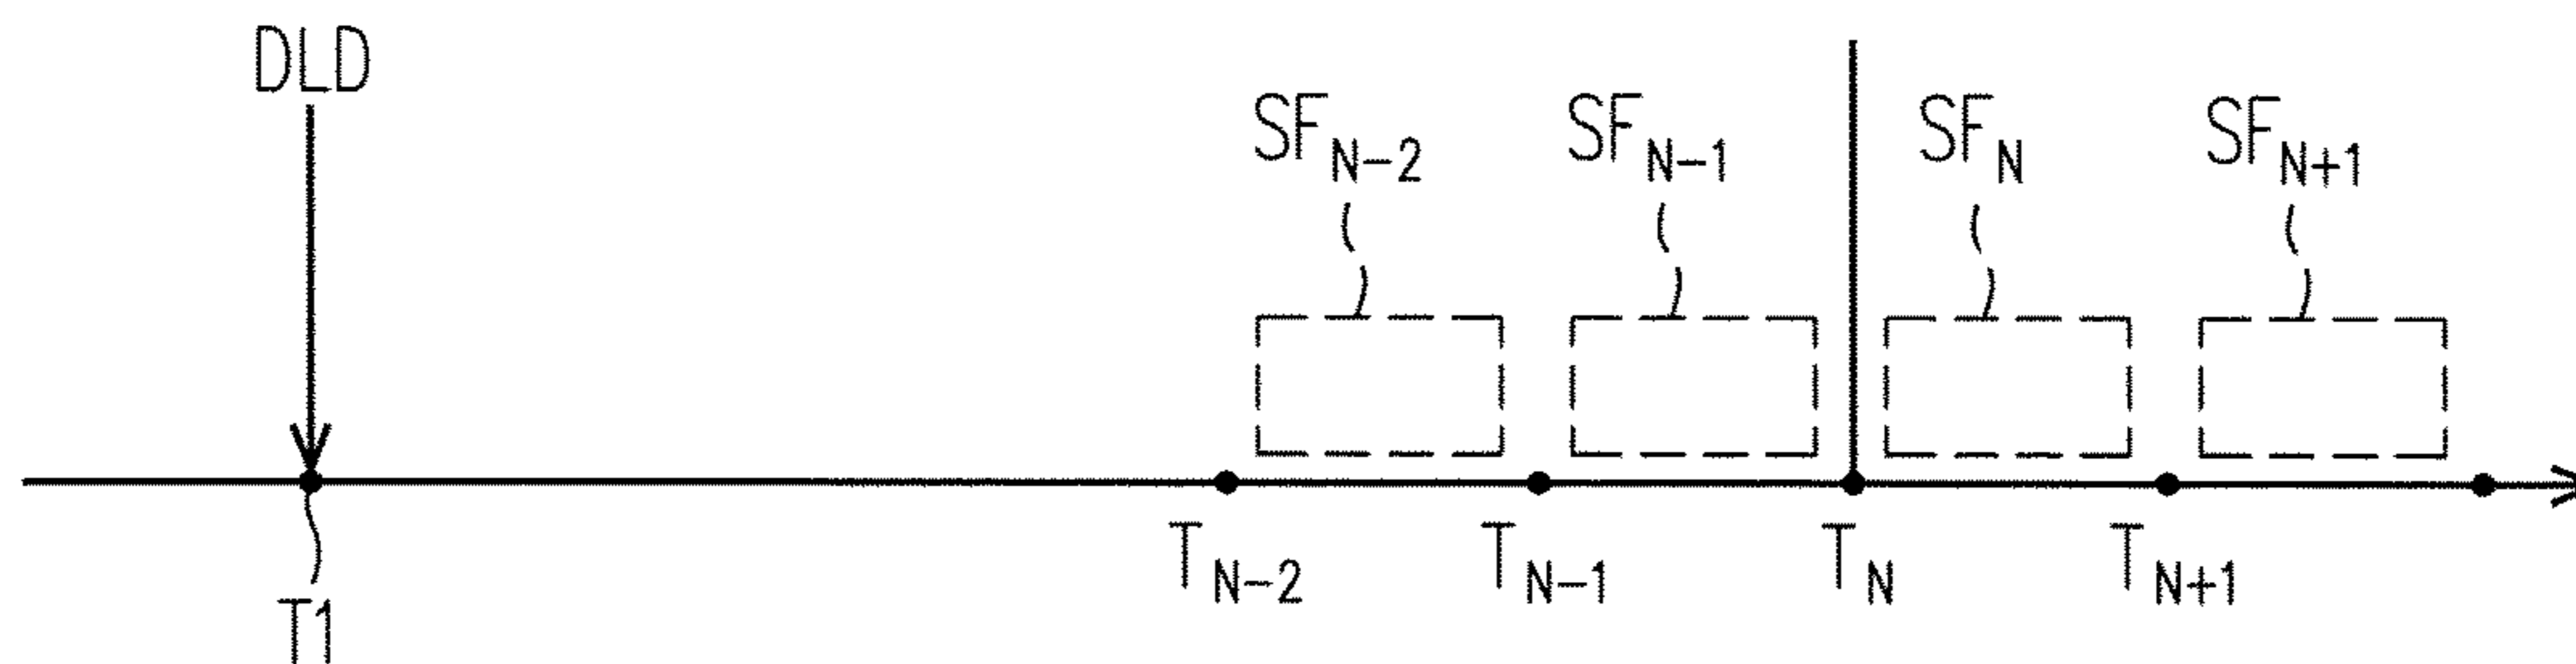 DLD
SF_{N-2} SF_{N-1} SF_N SF_{N+1}
T_{N-2} T_{N-1} T_N T_{N+1}
T1